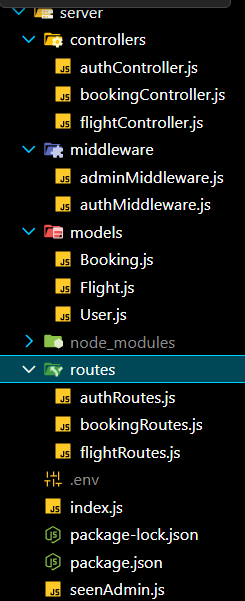 server
controllers
authController.js
bookingController.js
flightController.js
middleware
adminMiddleware.js
authMiddleware.js
models
Booking.js
Flight.js
User.js
node_modules
routes
authRoutes.js
bookingRoutes.js
flightRoutes.js
.env
index.js
package-lock.json
package.json
seenAdmin.js